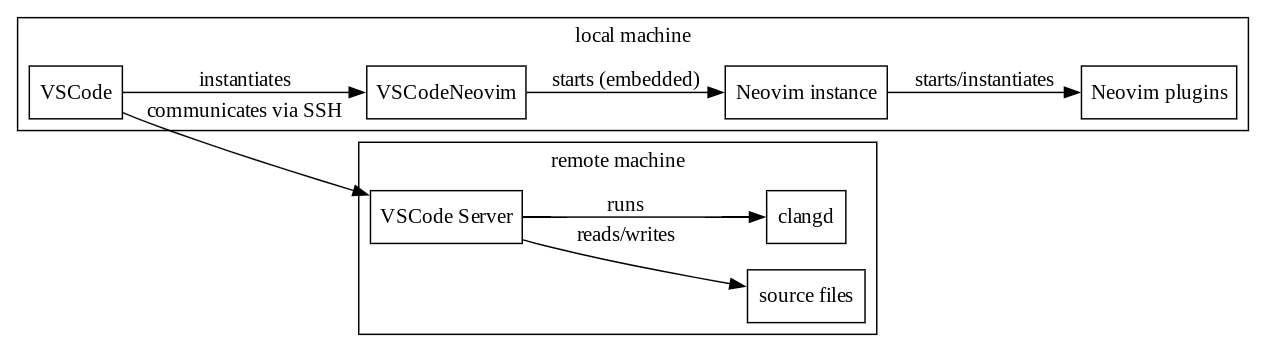 local machine
VSCode
instantiates
communicates via SSH
VSCodeNeovim
starts (embedded)
Neovim instance
starts/instantiates
Neovim plugins
remote machine
VSCode Server
runs
reads/writes
clangd
source files